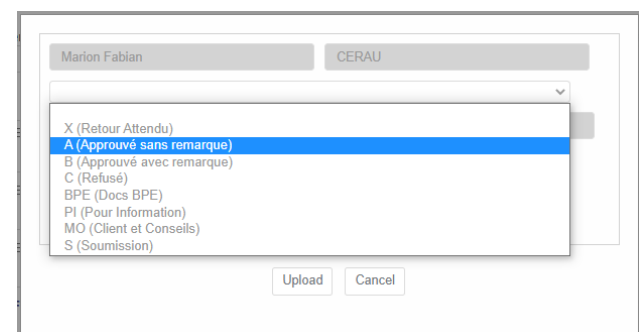 Marion Fabian
CERAU
X (Retour Attendu)
A (Approuvé sans remarque)
B (Approuvé avec remarque)
C (Refusé)
BPE (Docs BPE)
PI (Pour Information)
MO (Client et Conseils)
S (Soumission)
Upload
Cancel